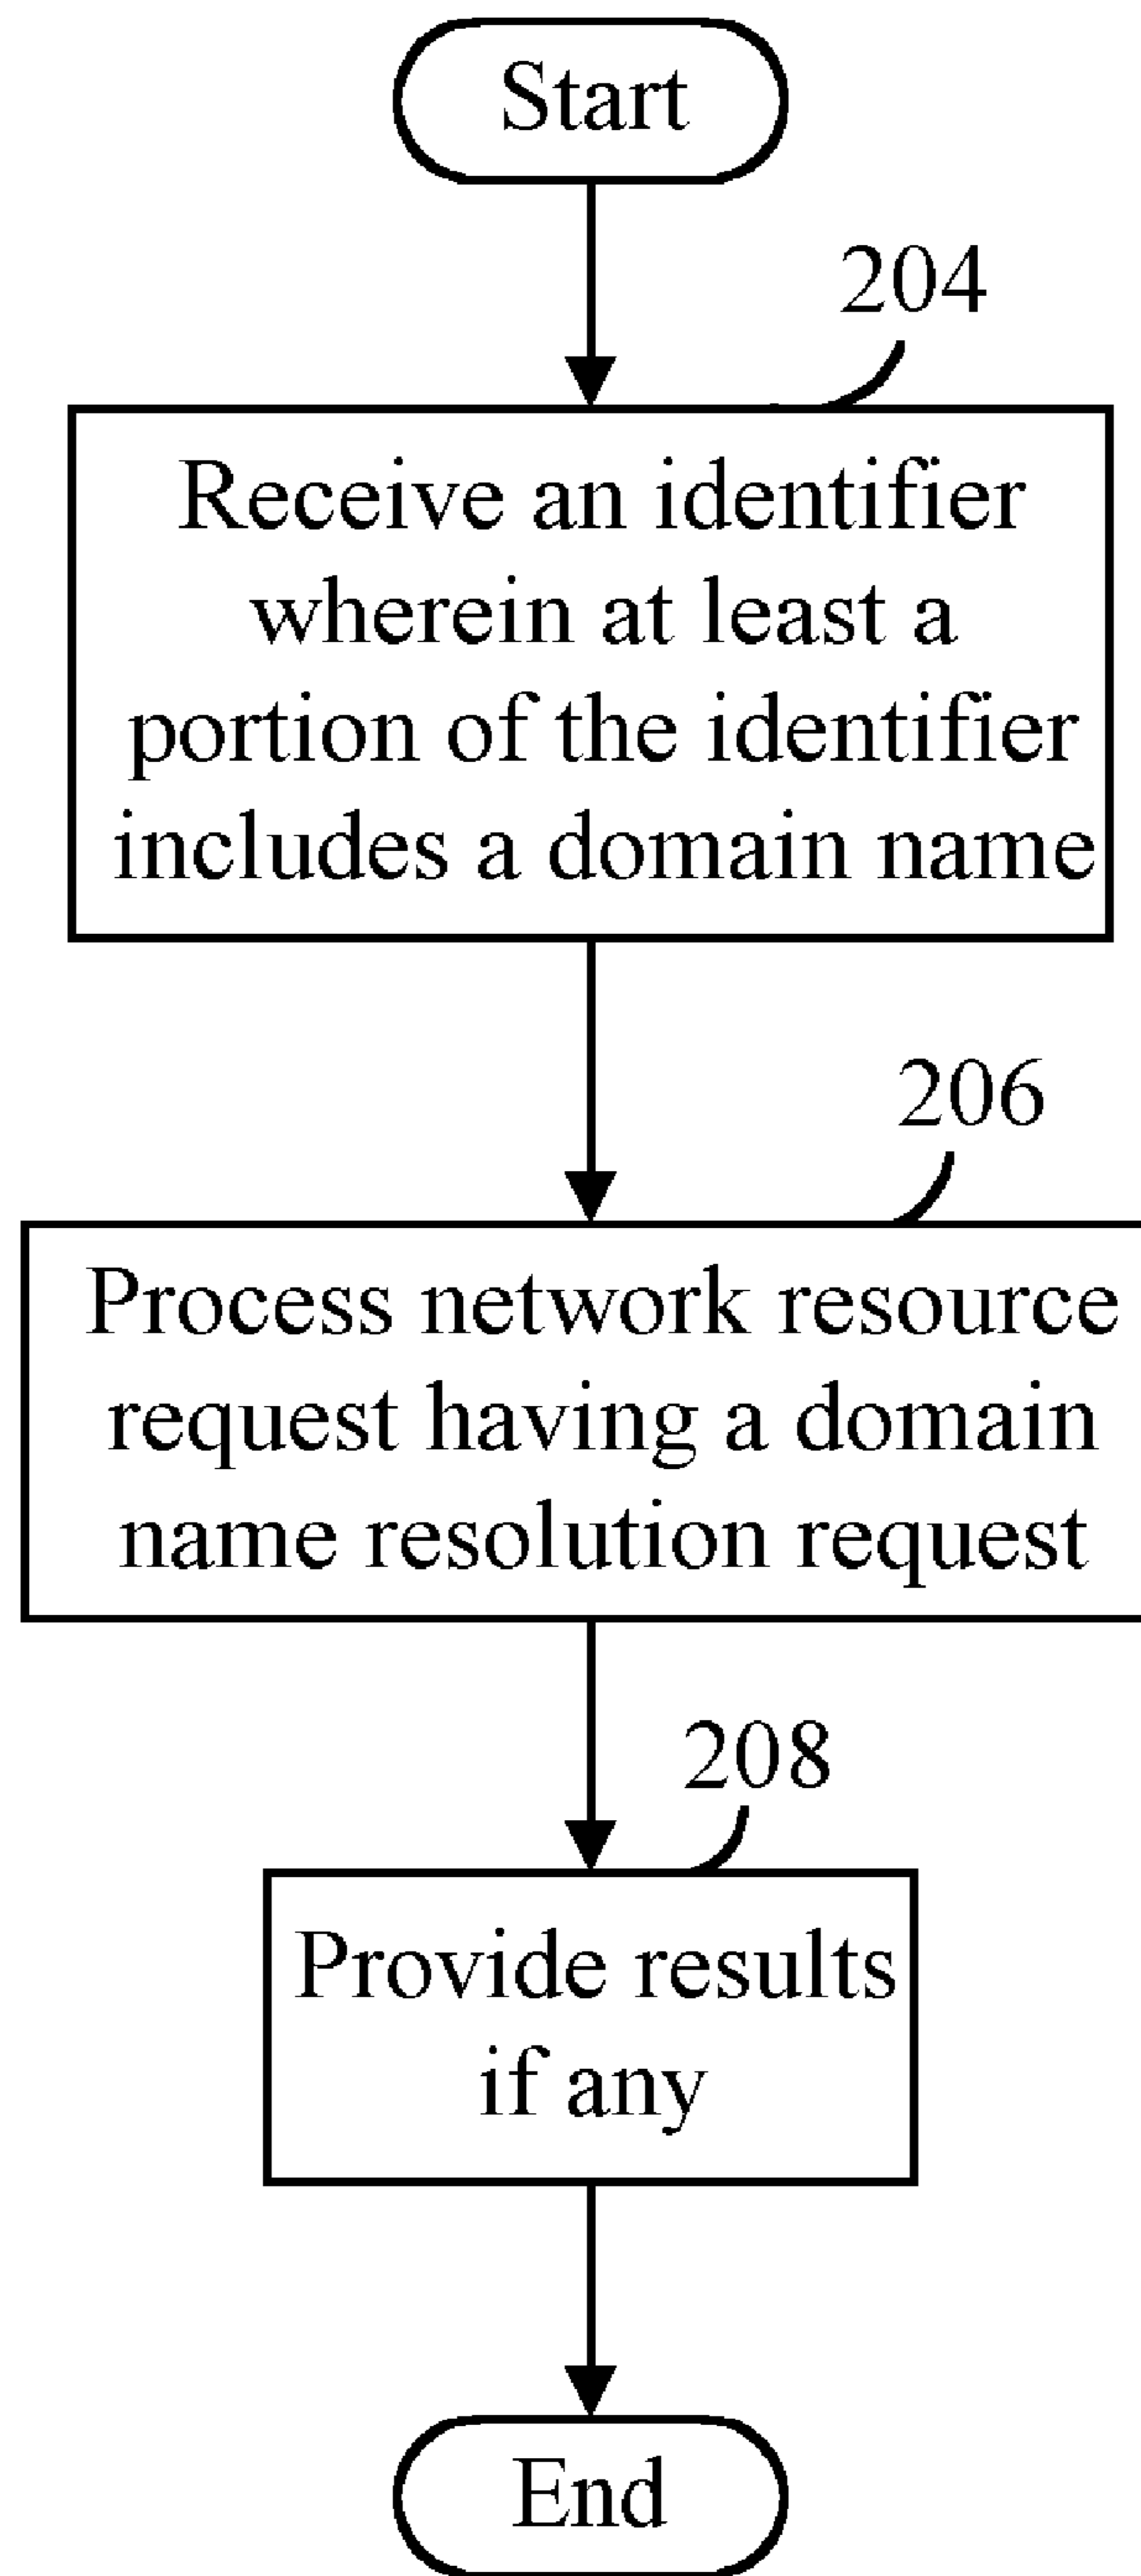 Start
204
Receive an identifier
wherein at least a
portion of the identifier
includes a domain name
206
Process network resource
request having a domain
name resolution request
208
Provide results
if any
End